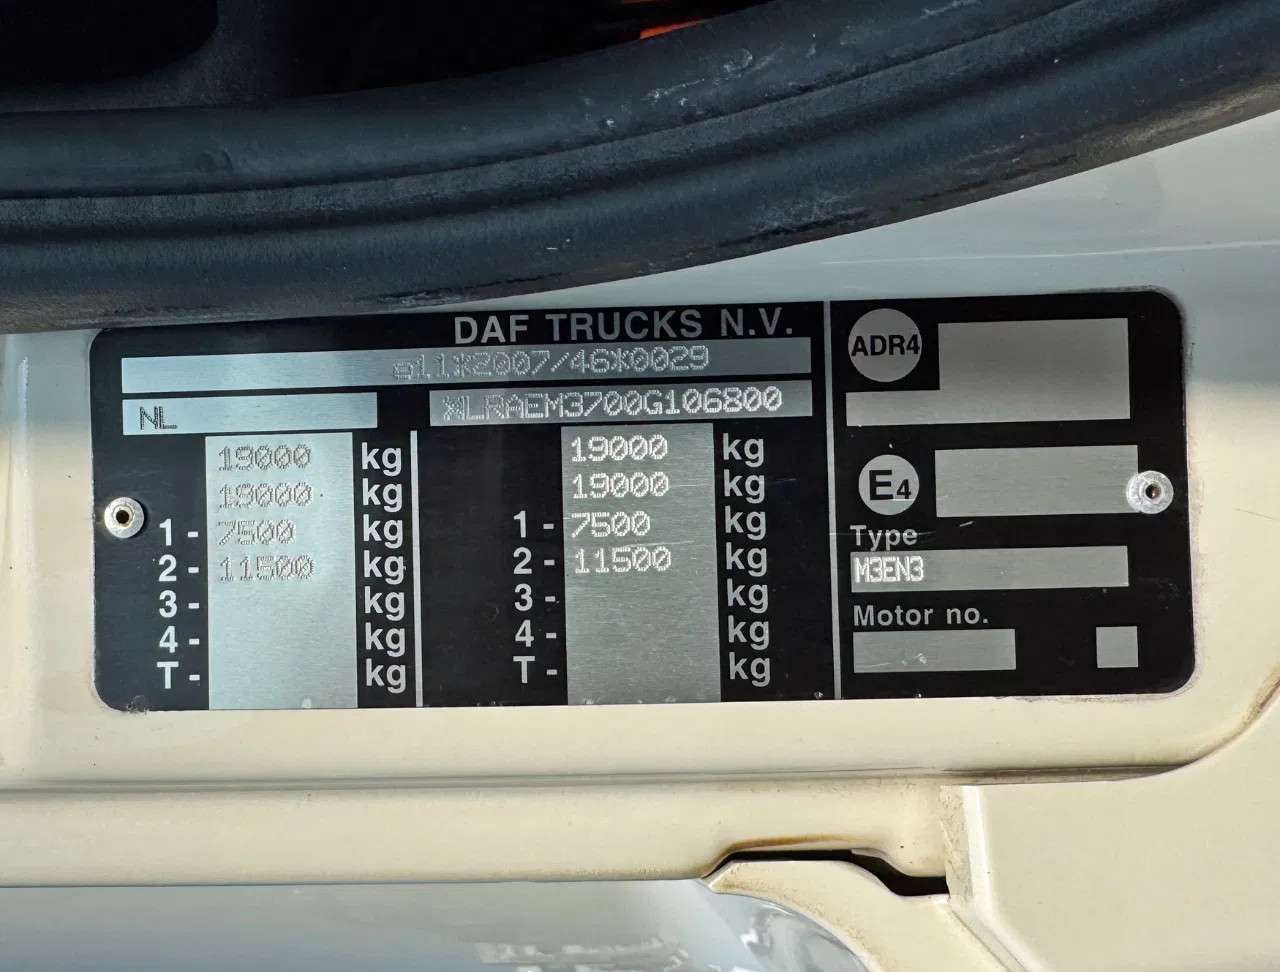 DAF TRUCKS N.V.
e11*2007/46*0029
NL XLRAEM3700G106800
19000 kg 19000 kg
19000 kg 19000 kg
1 - 7500 kg 1 - 7500 kg
2 - 11500 kg 2 - 11500 kg
3 - kg 3 - kg
4 - kg 4 - kg
T - kg T - kg
ADR4
E4
Type
M3EN3
Motor no.